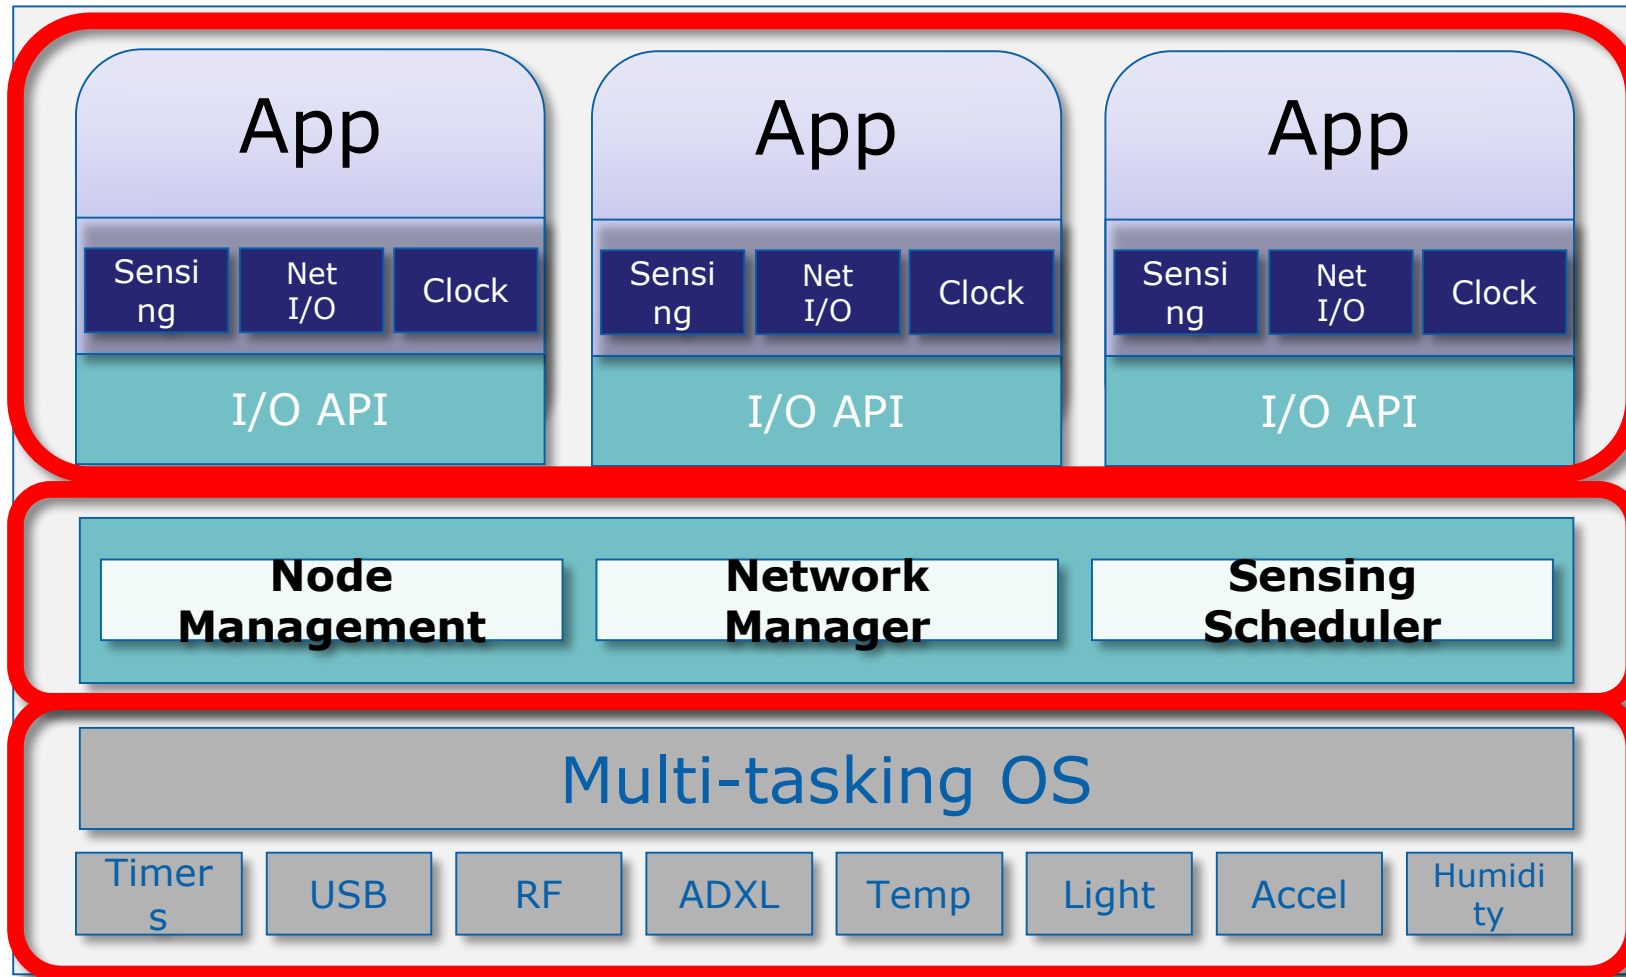 App
App
App
Sensi
ng
Net
I/O
Clock
Sensi
ng
Net
I/O
Clock
Sensi
ng
Net
I/O
Clock
I/O API
I/O API
I/O API
Node
Management
Network
Manager
Sensing
Scheduler
Multi-tasking OS
Timer
s
USB
RF
ADXL
Temp
Light
Accel
Humidi
ty